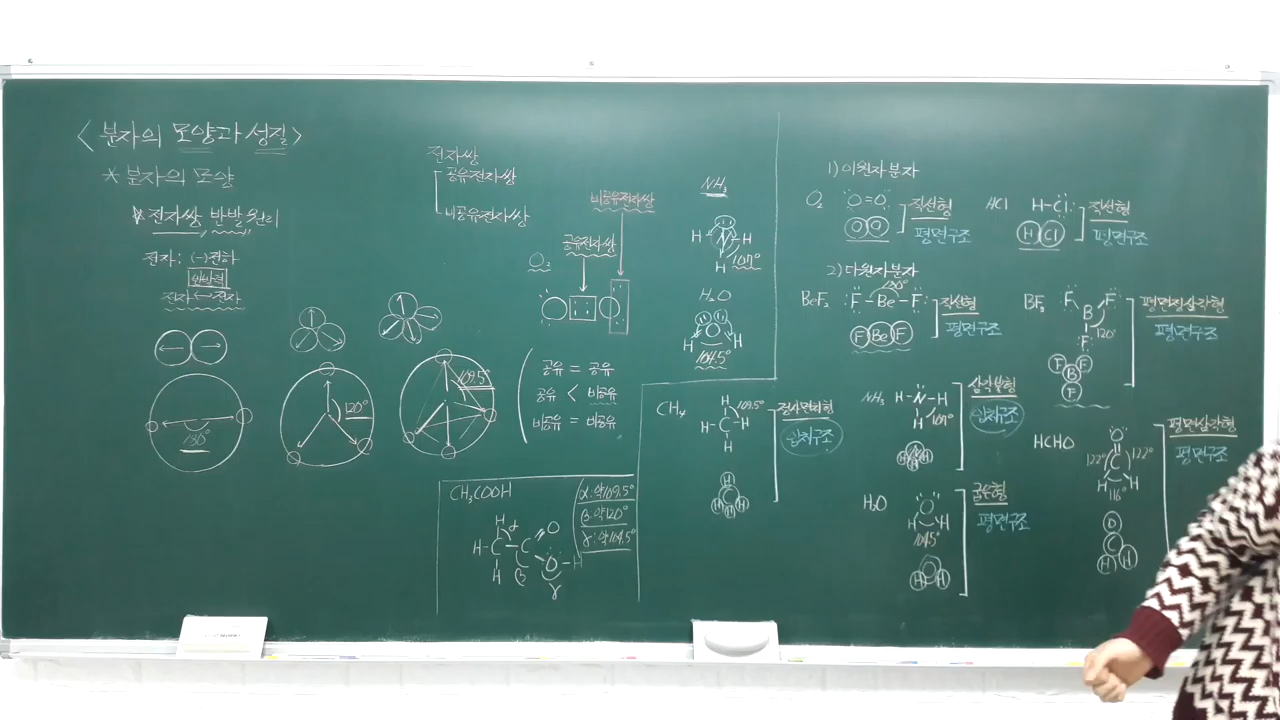 <분자의 모양과 성질>
* 분자의 모양
전자쌍 반발 원리
전자: (-)전하
반발력
전자↔전자
180°
120°
109.5°
전자쌍
공유전자쌍
비공유전자쌍
O₂
공유전자쌍
비공유전자쌍
공유 = 공유
공유 < 비공유
비공유 = 비공유
NH₃
H N H
H 107°
H₂O
O
H H
104.5°
CH₃COOH
α:약109.5°
β:약120°
γ:약104.5°
H α O
H-C-C
H β O-H
γ
CH₄
H 109.5°
H-C-H
H
정사면체형
입체구조
H
C
H H H
1) 이원자분자
O₂ O=O 직선형
O O 평면구조
HCl H-Cl 직선형
H Cl 평면구조
2) 다원자분자
180°
BeF₂ F-Be-F 직선형
F Be F 평면구조
BF₃ F F 평면정삼각형
B 평면구조
F 120°
F F
B
F
NH₃ H-N-H 삼각뿔형
H 107° 입체구조
H₂O O 굽은형
H H 평면구조
104.5°
O
H H
HCHO O 평면삼각형
122° C 122° 평면구조
H H
116°
O
C
H H